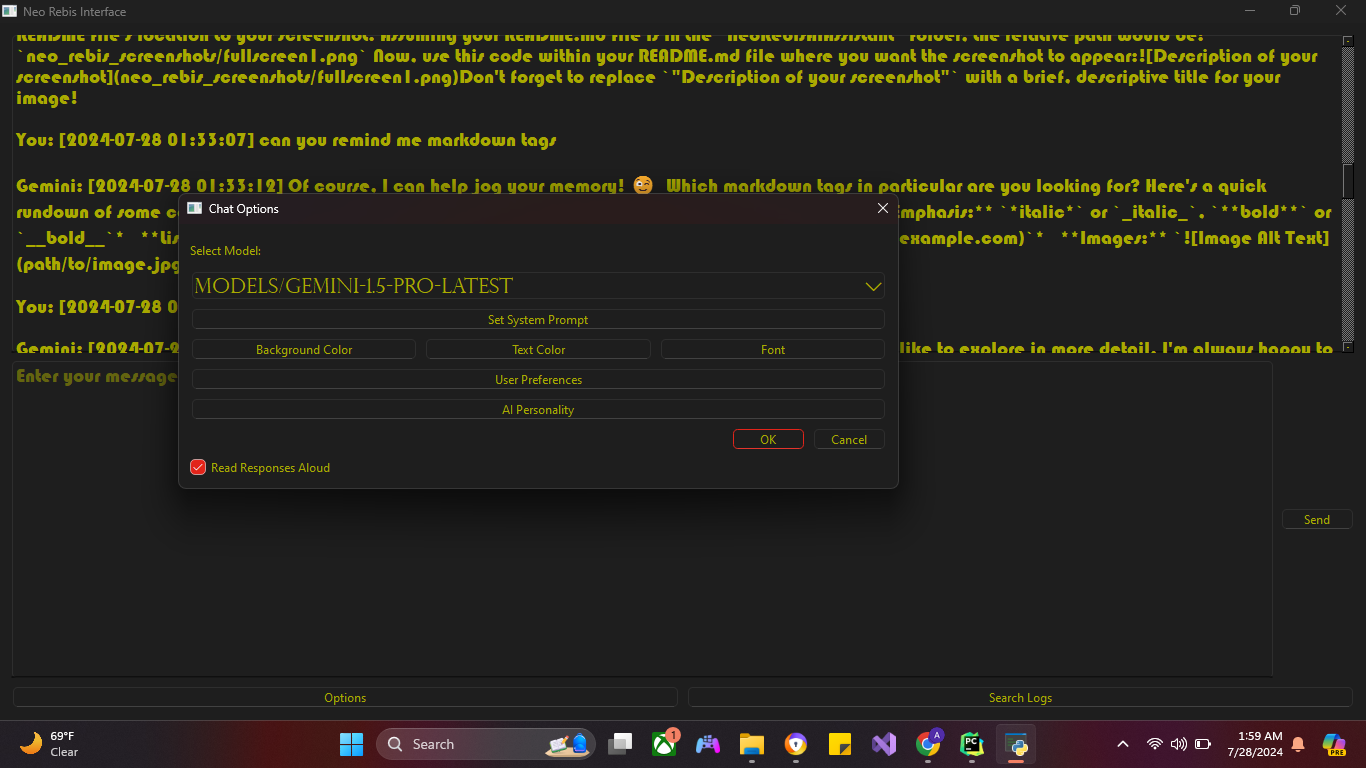 Neo Rebis Interface
README file's location to your screenshot. Assuming your README.md file is in the folder, the relative path would be:
`neo_rebis_screenshots/fullscreen1.png` Now, use this code within your README.md file where you want the screenshot to appear:![Description of your
screenshot](neo_rebis_screenshots/fullscreen1.png)Don't forget to replace `"Description of your screenshot"` with a brief, descriptive title for your
image!
You: [2024-07-28 01:33:07] can you remind me markdown tags
Gemini: [2024-07-28 01:33:12] Of course, I can help jog your memory! 😉 Which markdown tags in particular are you looking for? Here's a quick
rundown of some c
mphasis:** `*italic*` or `_italic_`, `**bold**` or
`__bold__`* **Lis
example.com)`* **Images:** `![Image Alt Text]
(path/to/image.jpg
You: [2024-07-28 0
Gemini: [2024-07-2
like to explore in more detail. I'm always happy to
Chat Options
Select Model:
MODELS/GEMINI-1.5-PRO-LATEST
Set System Prompt
Background Color
Text Color
Font
User Preferences
AI Personality
OK
Cancel
Read Responses Aloud
Enter your message
Send
Options
Search Logs
69°F
Clear
Search
1
A
PC
1:59 AM
7/28/2024
PRE